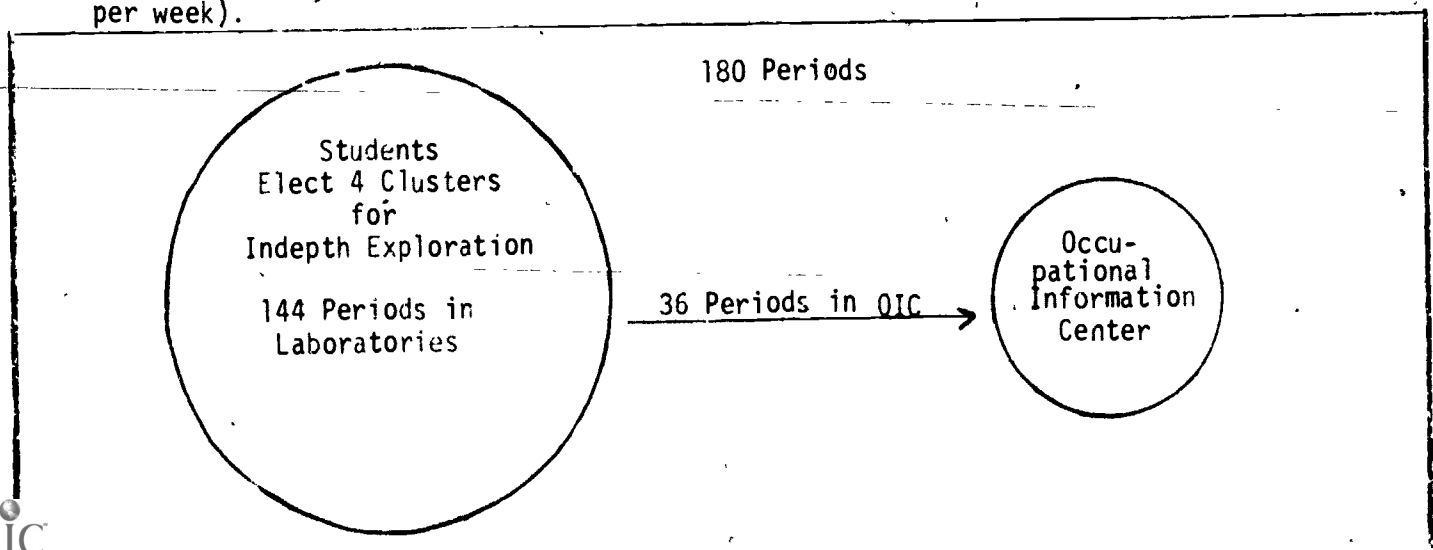 per week).
180 Periods
Students
Elect 4 Clusters
for
Indepth Exploration
144 Periods in
Laboratories
36 Periods in OIC
Occu-
pational
Information
Center
IC